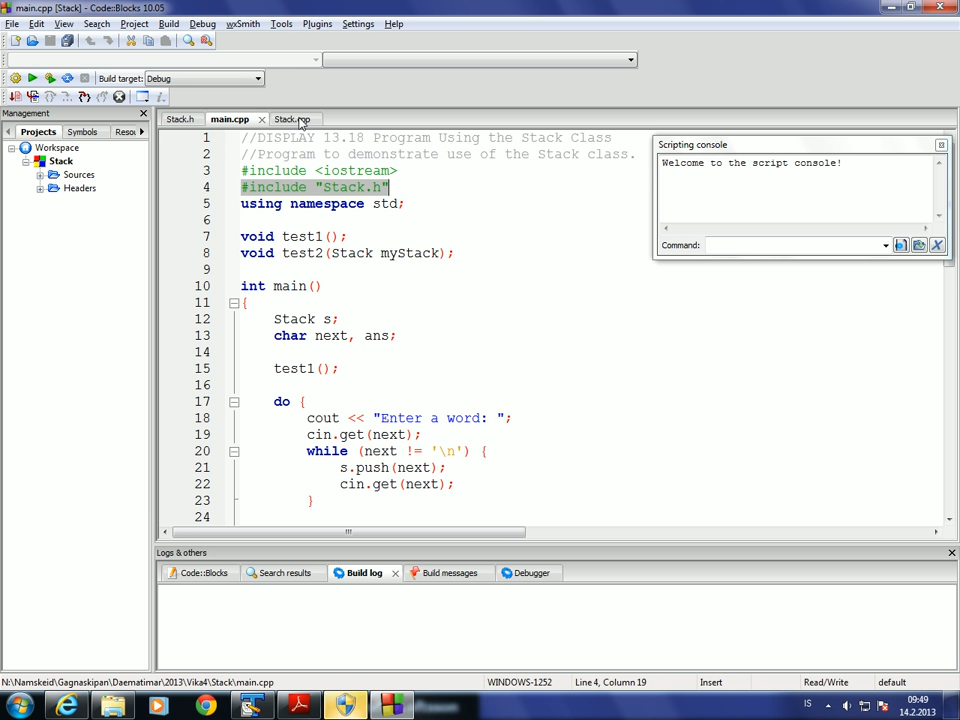 main.cpp [Stack] - Code::Blocks 10.05
File Edit View Search Project Build Debug wxSmith Tools Plugins Settings Help
Build target: Debug
Management
Projects Symbols Resou
Workspace
Stack
Sources
Headers
Stack.h main.cpp
1 //DISPLAY 13.18 Program Using the Stack Class
2 //Program to demonstrate use of the Stack class.
3 #include <iostream>
4 #include "Stack.h"
5 using namespace std;
6
7 void test1();
8 void test2(Stack myStack);
9
10 int main()
11 {
12 Stack s;
13 char next, ans;
14
15 test1();
16
17 do {
18 cout << "Enter a word: ";
19 cin.get(next);
20 while (next != '\n') {
21 s.push(next);
22 cin.get(next);
23 }
24
Scripting console
Welcome to the script console!
Command:
Logs & others
Code::Blocks Search results Build log Build messages Debugger
N:\Namskeid\Gagnaskipan\Daematimar\2013\Vika4\Stack\main.cpp WINDOWS-1252 Line 4, Column 19 Insert Read/Write default
IS 09:49
14.2.2013